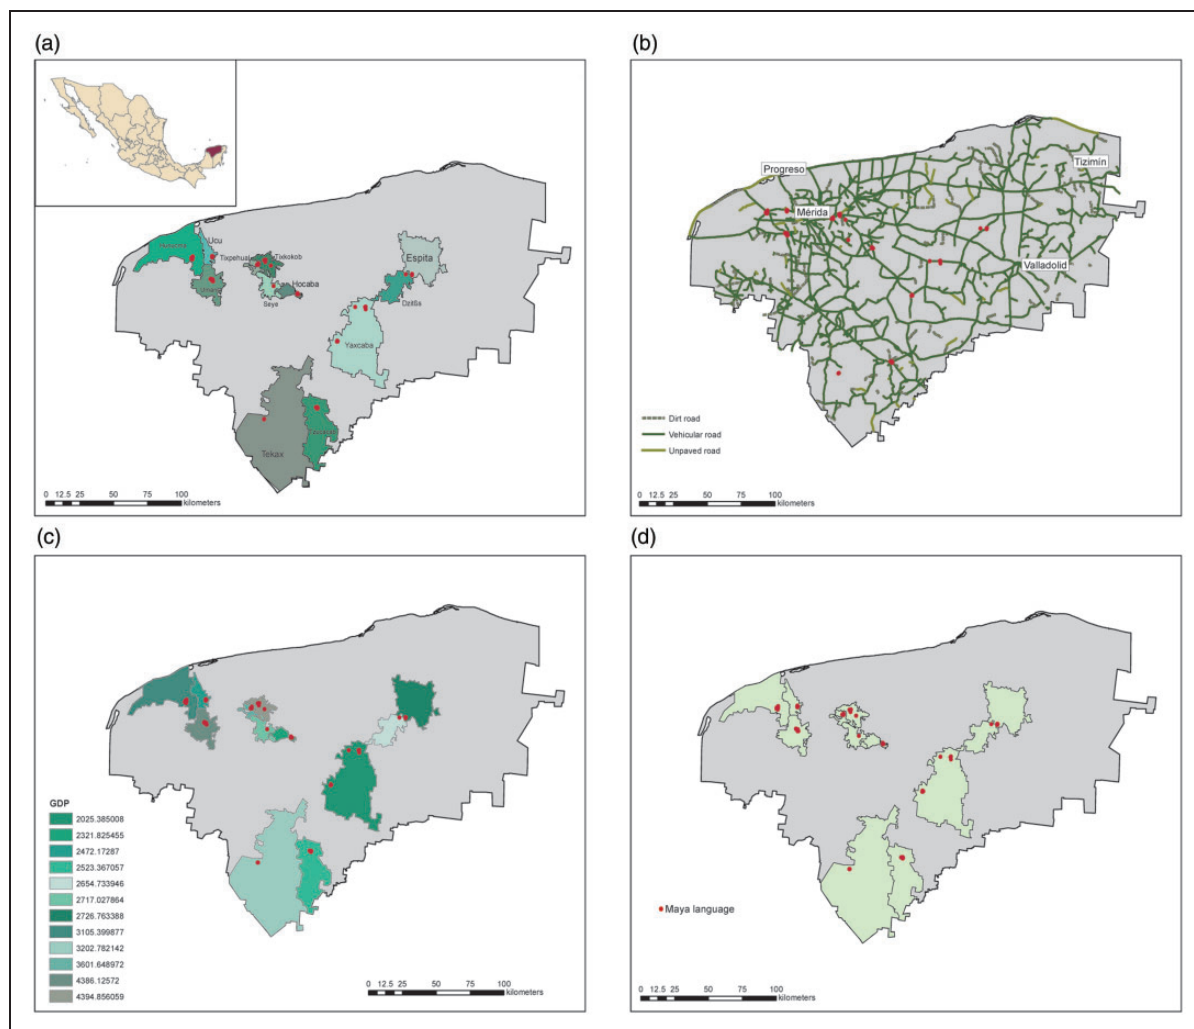 (a)
Ucu
Tixpehual
Tixkokob
Espita
Hocaba
Seye
Yaxcaba
Tekax
0 12.5 25 50 75 100
kilometers
(b)
Progreso
Tizimín
Mérida
Valladolid
Dirt road
Vehicular road
Unpaved road
0 12.5 25 50 75 100
kilometers
(c)
GDP
2025.385008
2321.825455
2472.17287
2523.367057
2654.733946
2717.027864
2726.763388
3105.399877
3202.782142
3601.648972
4386.12572
4394.856059
0 12.5 25 50 75 100
kilometers
(d)
Maya language
0 12.5 25 50 75 100
kilometers